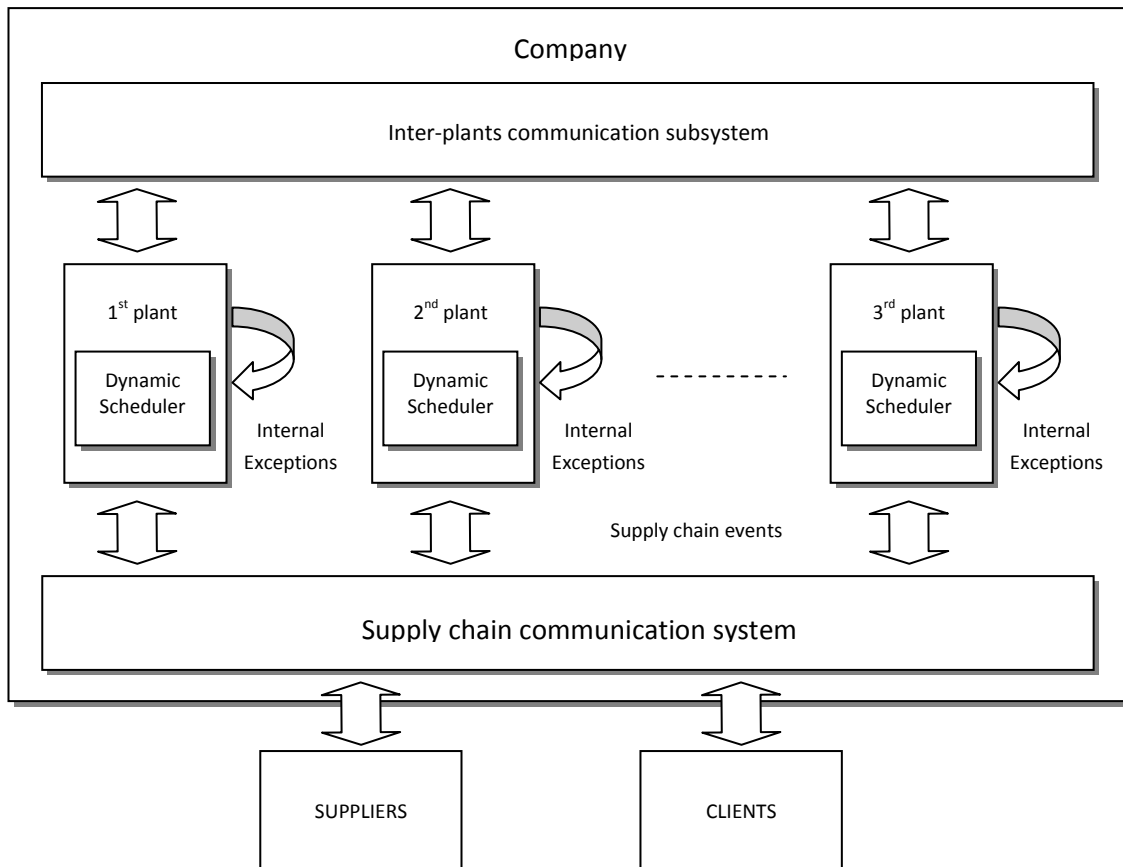 Company
Inter-plants communication subsystem
1st plant
2nd plant
3rd plant
Dynamic
Scheduler
Dynamic
Scheduler
Dynamic
Scheduler
Internal
Exceptions
Internal
Exceptions
Internal
Exceptions
Supply chain events
Supply chain communication system
SUPPLIERS
CLIENTS